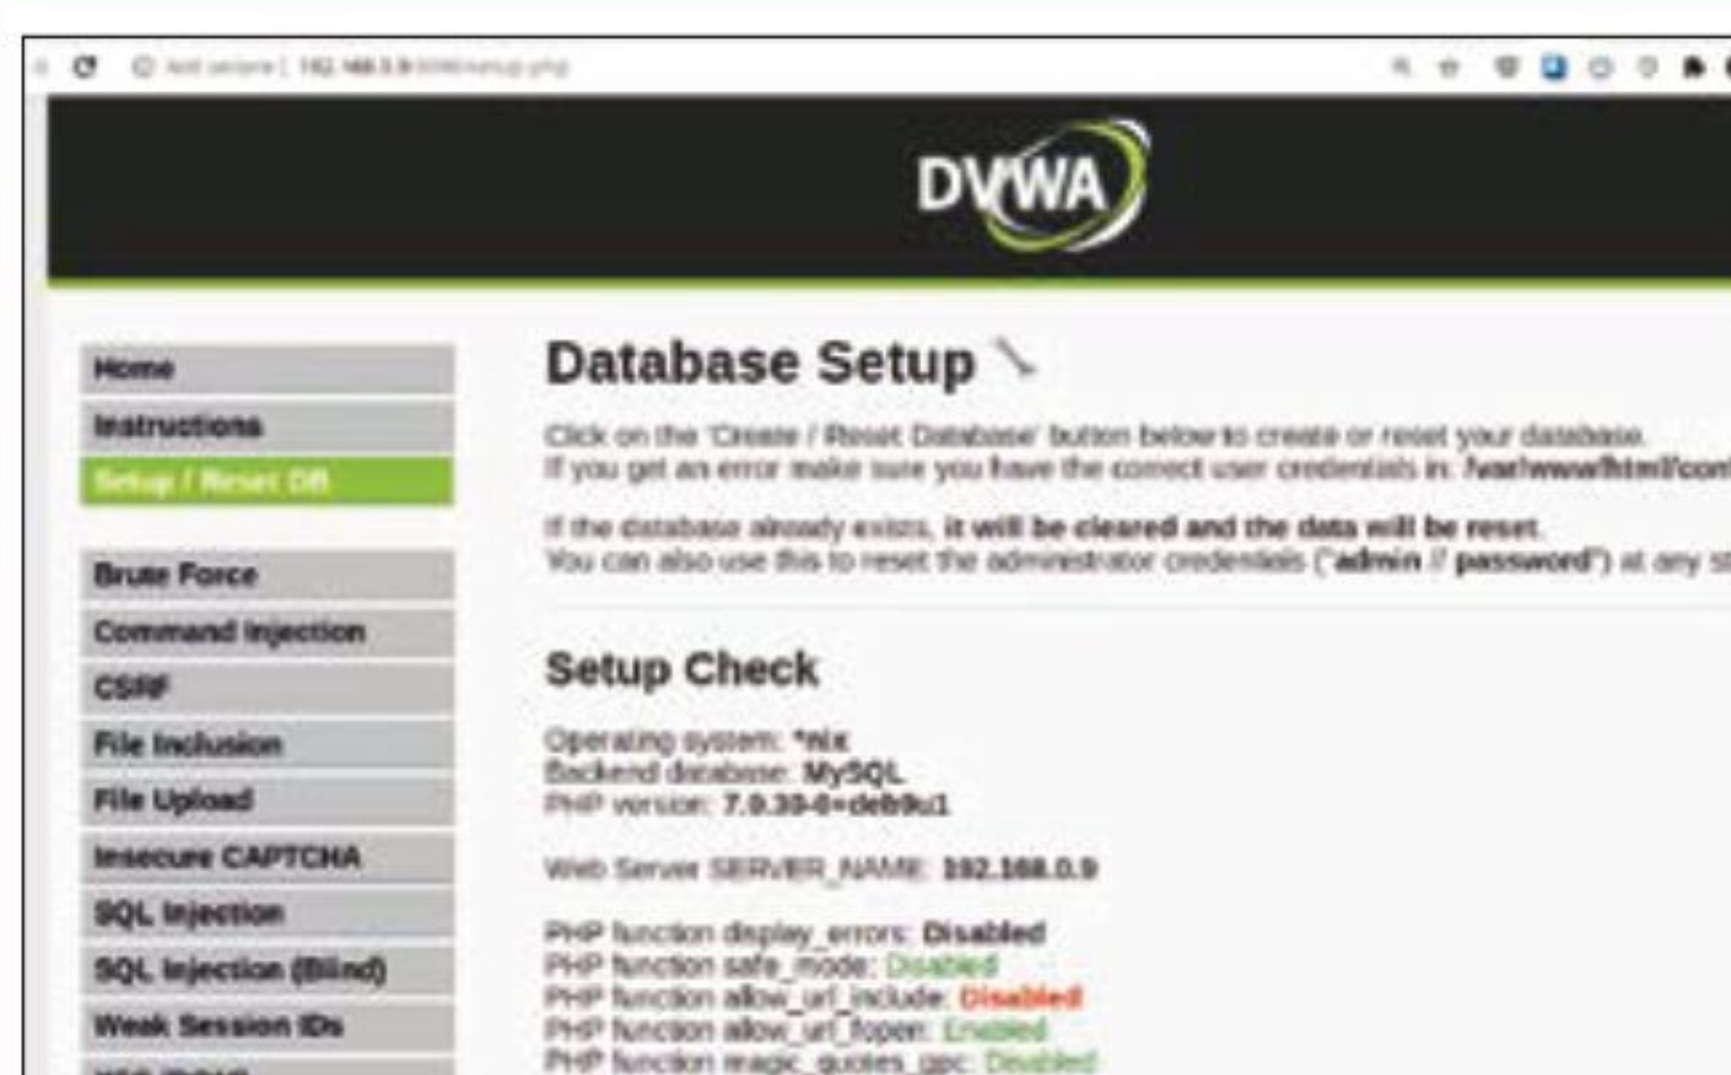 192.168.0.9
DVWA
Home
Instructions
Setup / Reset DB
Brute Force
Command Injection
CSRF
File Inclusion
File Upload
Insecure CAPTCHA
SQL Injection
SQL Injection (Blind)
Weak Session IDs
Database Setup
Click on the 'Create / Reset Database' button below to create or reset your database.
If you get an error make sure you have the correct user credentials in: /var/www/html/con
If the database already exists, it will be cleared and the data will be reset.
You can also use this to reset the administrator credentials ("admin // password") at any
Setup Check
Operating system: *nix
Backend database: MySQL
PHP version: 7.0.30-0+deb9u1
Web Server SERVER_NAME: 192.168.0.9
PHP function display_errors: Disabled
PHP function safe_mode: Disabled
PHP function allow_url_include: Disabled
PHP function allow_url_fopen: Enabled
PHP function magic_quotes_gpc: Disabled